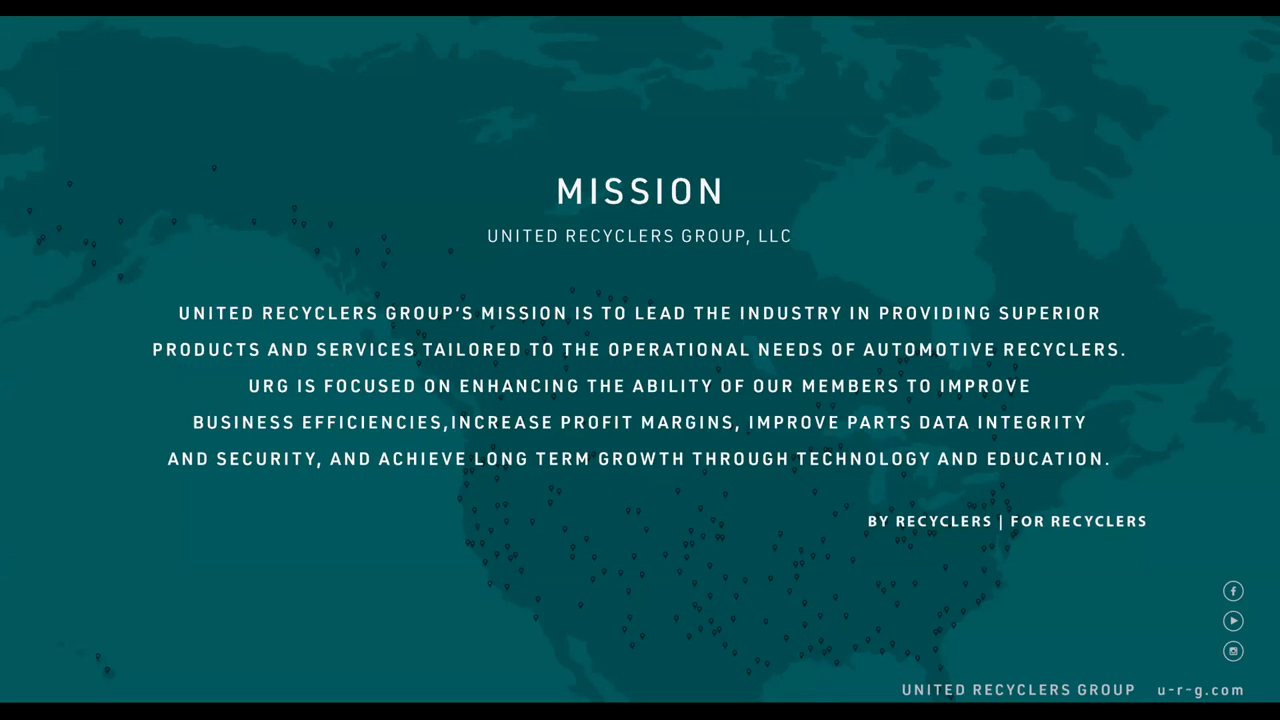 MISSION
UNITED RECYCLERS GROUP, LLC
UNITED RECYCLERS GROUP'S MISSION IS TO LEAD THE INDUSTRY IN PROVIDING SUPERIOR
PRODUCTS AND SERVICES TAILORED TO THE OPERATIONAL NEEDS OF AUTOMOTIVE RECYCLERS.
URG IS FOCUSED ON ENHANCING THE ABILITY OF OUR MEMBERS TO IMPROVE
BUSINESS EFFICIENCIES,INCREASE PROFIT MARGINS, IMPROVE PARTS DATA INTEGRITY
AND SECURITY, AND ACHIEVE LONG TERM GROWTH THROUGH TECHNOLOGY AND EDUCATION.
BY RECYCLERS | FOR RECYCLERS
UNITED RECYCLERS GROUP u-r-g.com